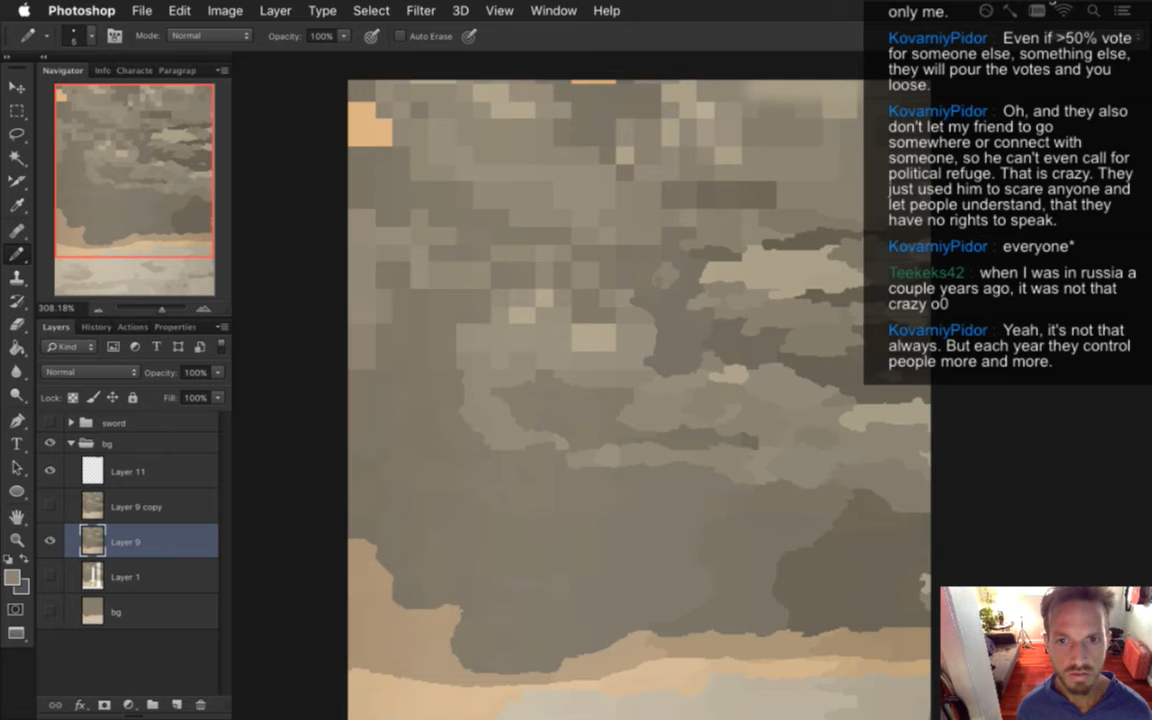 Photoshop File Edit Image Layer Type Select Filter 3D View Window Help
5 Mode: Normal Opacity: 100% Auto Erase
Navigator Info Characte Paragrap
308.18%
Layers History Actions Properties
Kind
Normal Opacity: 100%
Lock: Fill: 100%
sword
bg
Layer 11
Layer 9 copy
Layer 9
Layer 1
bg
fx
only me.
KovarniyPidor : Even if >50% vote
for someone else, something else,
they will pour the votes and you
loose.
KovarniyPidor : Oh, and they also
don't let my friend to go
somewhere or connect with
someone, so he can't even call for
political refuge. That is crazy. They
just used him to scare anyone and
let people understand, that they
have no rights to speak.
KovarniyPidor : everyone*
Teekeks42 : when I was in russia a
couple years ago, it was not that
crazy o0
KovarniyPidor : Yeah, it's not that
always. But each year they control
people more and more.